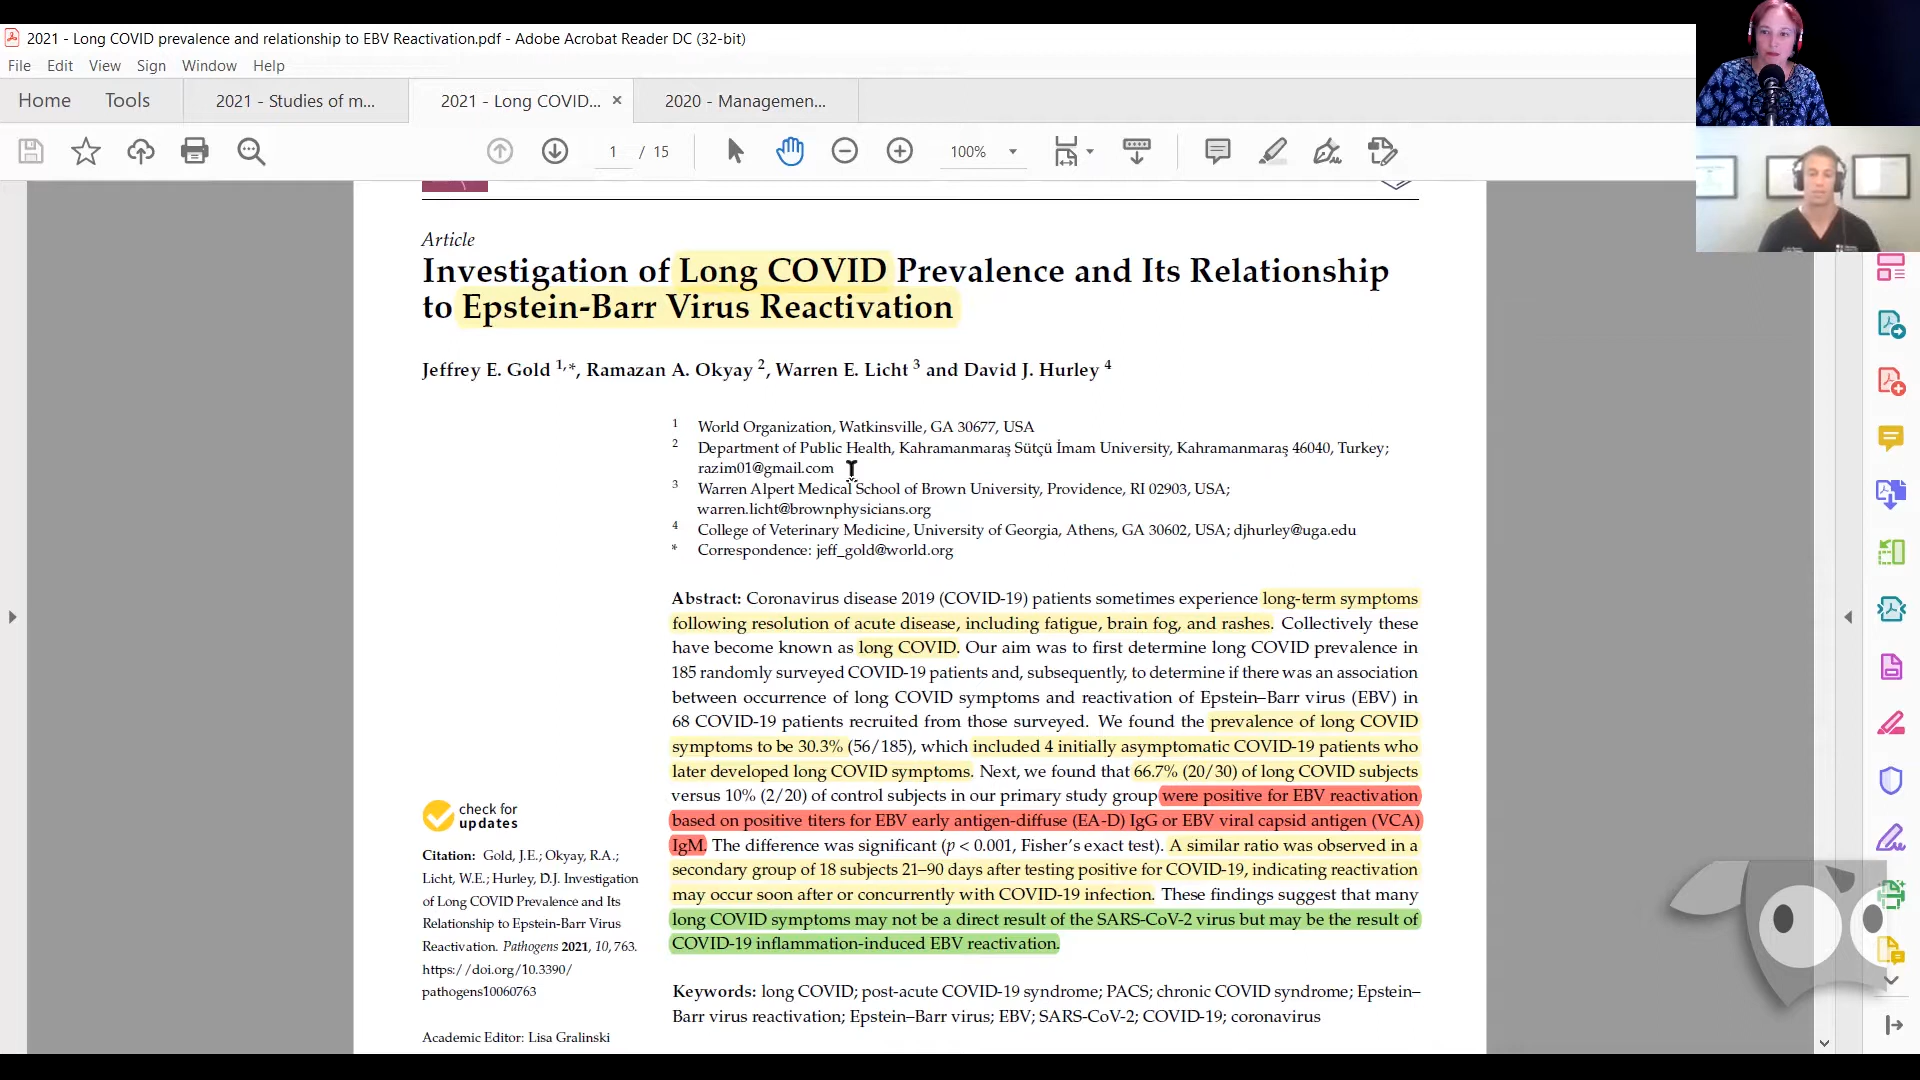 2021 - Long COVID prevalence and relationship to EBV Reactivation.pdf - Adobe Acrobat Reader DC (32-bit)
File Edit View Sign Window Help
Home Tools 2021 - Studies of m... 2021 - Long COVID... × 2020 - Managemen...
1 / 15 100%
Article
Investigation of Long COVID Prevalence and Its Relationship
to Epstein-Barr Virus Reactivation
Jeffrey E. Gold 1,*, Ramazan A. Okyay 2, Warren E. Licht 3 and David J. Hurley 4
1 World Organization, Watkinsville, GA 30677, USA
2 Department of Public Health, Kahramanmaraş Sütçü İmam University, Kahramanmaraş 46040, Turkey;
razim01@gmail.com
3 Warren Alpert Medical School of Brown University, Providence, RI 02903, USA;
warren.licht@brownphysicians.org
4 College of Veterinary Medicine, University of Georgia, Athens, GA 30602, USA; djhurley@uga.edu
* Correspondence: jeff_gold@world.org
Abstract: Coronavirus disease 2019 (COVID-19) patients sometimes experience long-term symptoms
following resolution of acute disease, including fatigue, brain fog, and rashes. Collectively these
have become known as long COVID. Our aim was to first determine long COVID prevalence in
185 randomly surveyed COVID-19 patients and, subsequently, to determine if there was an association
between occurrence of long COVID symptoms and reactivation of Epstein–Barr virus (EBV) in
68 COVID-19 patients recruited from those surveyed. We found the prevalence of long COVID
symptoms to be 30.3% (56/185), which included 4 initially asymptomatic COVID-19 patients who
later developed long COVID symptoms. Next, we found that 66.7% (20/30) of long COVID subjects
versus 10% (2/20) of control subjects in our primary study group were positive for EBV reactivation
based on positive titers for EBV early antigen-diffuse (EA-D) IgG or EBV viral capsid antigen (VCA)
IgM. The difference was significant (p < 0.001, Fisher's exact test). A similar ratio was observed in a
secondary group of 18 subjects 21–90 days after testing positive for COVID-19, indicating reactivation
may occur soon after or concurrently with COVID-19 infection. These findings suggest that many
long COVID symptoms may not be a direct result of the SARS-CoV-2 virus but may be the result of
COVID-19 inflammation-induced EBV reactivation.
Keywords: long COVID; post-acute COVID-19 syndrome; PACS; chronic COVID syndrome; Epstein–
Barr virus reactivation; Epstein–Barr virus; EBV; SARS-CoV-2; COVID-19; coronavirus
check for
updates
Citation: Gold, J.E.; Okyay, R.A.;
Licht, W.E.; Hurley, D.J. Investigation
of Long COVID Prevalence and Its
Relationship to Epstein-Barr Virus
Reactivation. Pathogens 2021, 10, 763.
https://doi.org/10.3390/
pathogens10060763
Academic Editor: Lisa Gralinski